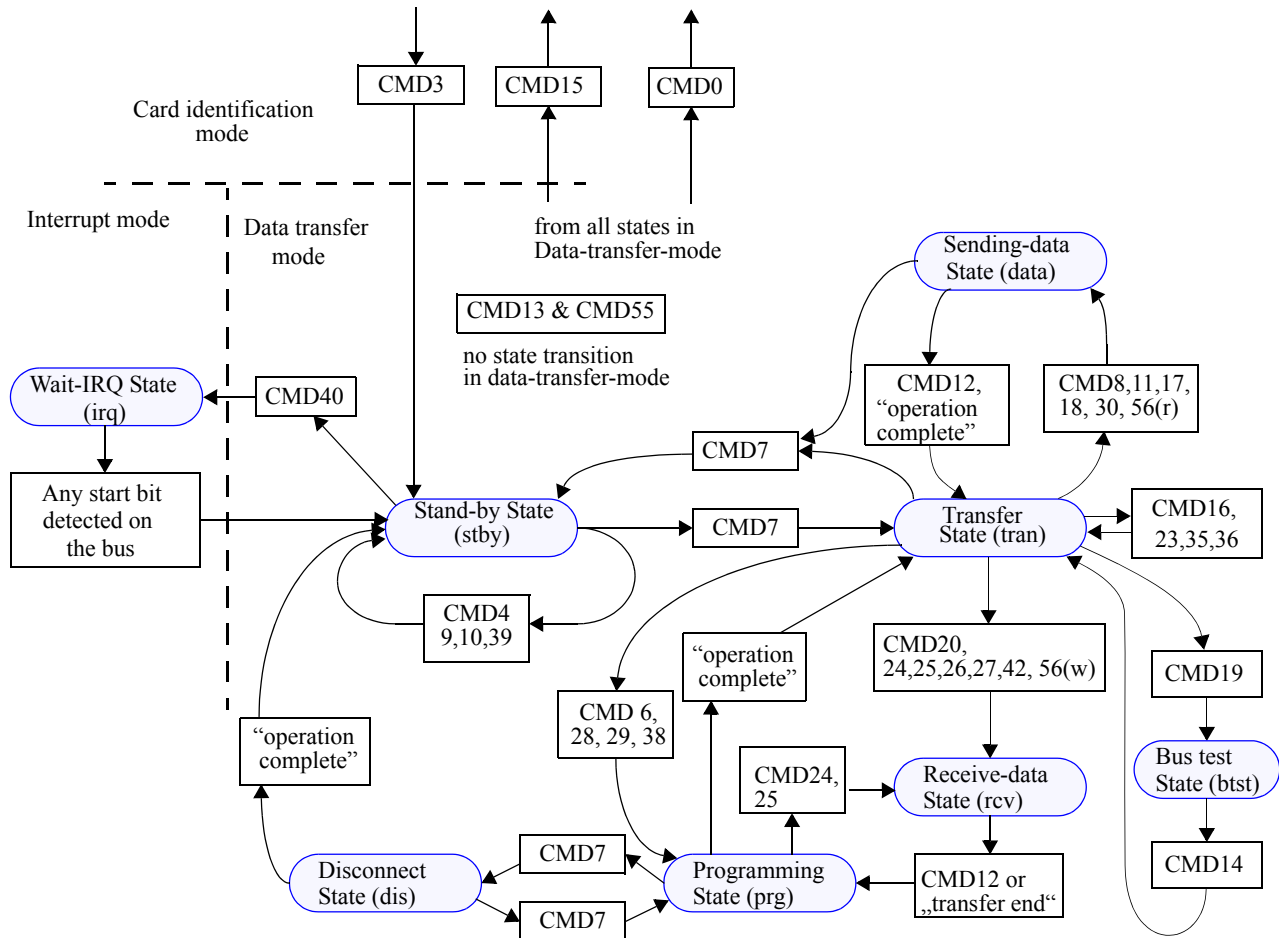 CMD3
CMD15
CMD0
Card identification
mode
Interrupt mode
Data transfer
mode
from all states in
Data-transfer-mode
Sending-data
State (data)
CMD13 & CMD55
no state transition
in data-transfer-mode
Wait-IRQ State
(irq)
CMD40
CMD12,
“operation
complete”
CMD8,11,17,
18, 30, 56(r)
CMD7
Any start bit
detected on
the bus
Stand-by State
(stby)
CMD7
Transfer
State (tran)
CMD16,
23,35,36
CMD4
9,10,39
“operation
complete”
CMD20,
24,25,26,27,42, 56(w)
CMD19
CMD 6,
28, 29, 38
“operation
complete”
CMD24,
25
Receive-data
State (rcv)
Bus test
State (btst)
CMD7
Disconnect
State (dis)
CMD7
Programming
State (prg)
CMD12 or
„transfer end“
CMD14